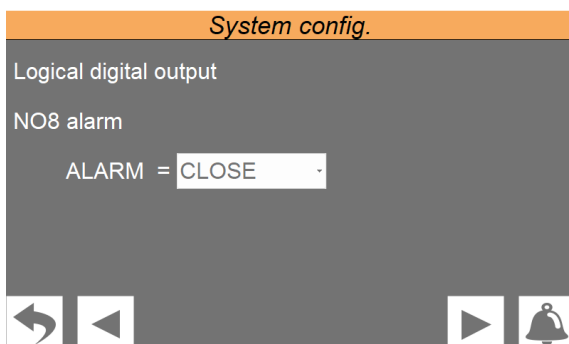 System config.
Logical digital output
NO8 alarm
ALARM = CLOSE